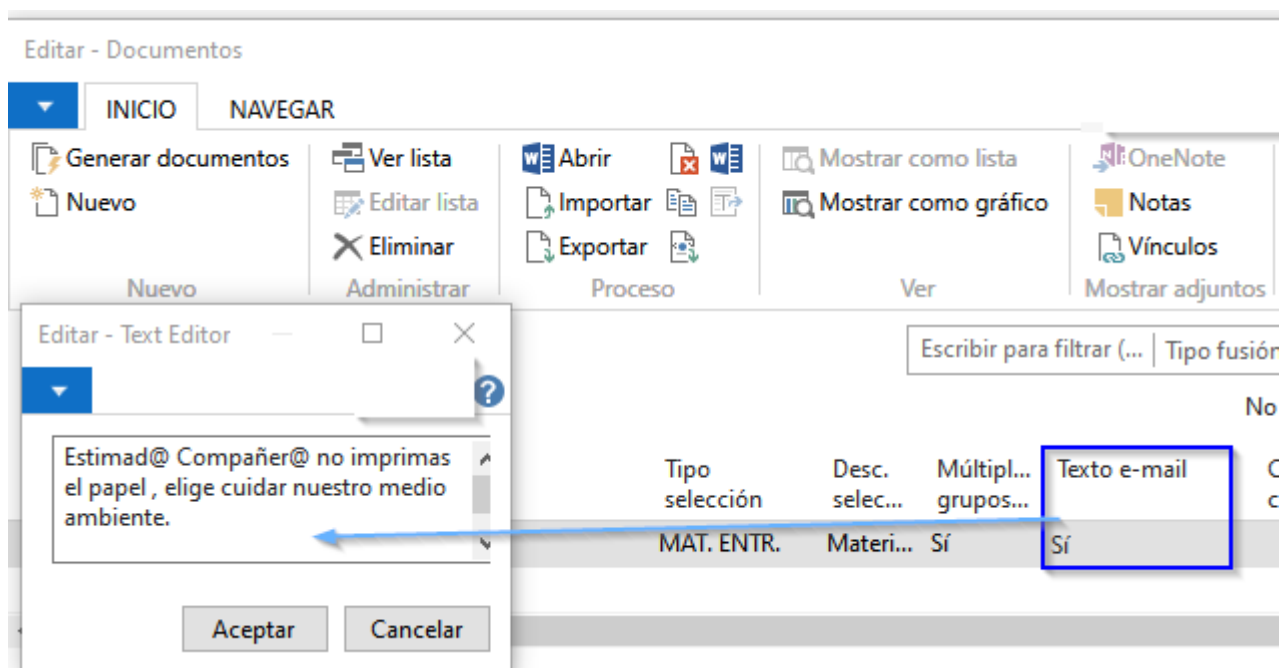 Editar - Documentos
INICIO NAVEGAR
Generar documentos Ver lista Abrir Mostrar como lista OneNote
Nuevo Editar lista Importar Mostrar como gráfico Notas
Eliminar Exportar Vínculos
Nuevo Administrar Proceso Ver Mostrar adjuntos
Editar - Text Editor
Escribir para filtrar (... Tipo fusión
No
Estimad@ Compañer@ no imprimas
el papel , elige cuidar nuestro medio
ambiente.
Tipo Desc. Múltipl... Texto e-mail
selección selec... grupos...
MAT. ENTR. Materi... Sí Sí
Aceptar Cancelar